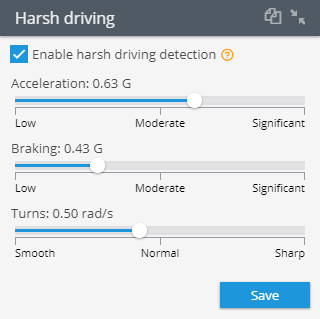 Harsh driving
Enable harsh driving detection ?
Acceleration: 0.63 G
Low Moderate Significant
Braking: 0.43 G
Low Moderate Significant
Turns: 0.50 rad/s
Smooth Normal Sharp
Save